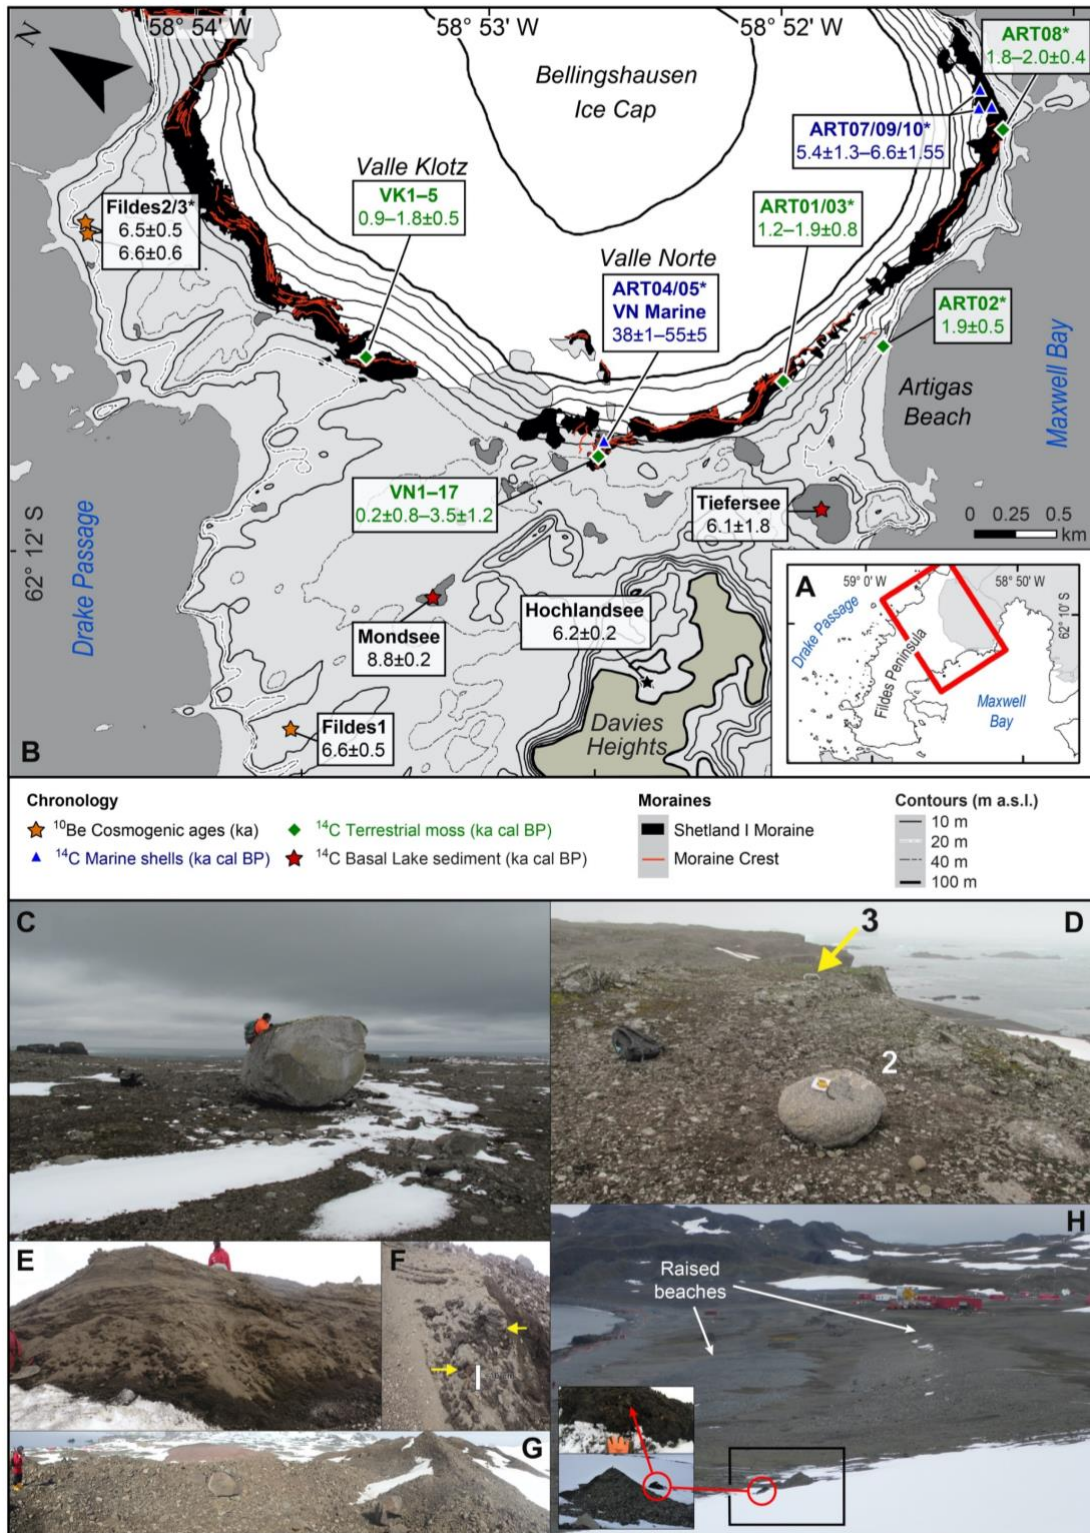 58° 54' W
58° 53' W
58° 52' W
N
Bellingshausen
Ice Cap
ART08*
1.8–2.0±0.4
ART07/09/10*
5.4±1.3–6.6±1.55
Valle Klotz
VK1–5
0.9–1.8±0.5
Fildes2/3*
6.5±0.5
6.6±0.6
ART01/03*
1.2–1.9±0.8
Valle Norte
ART04/05*
VN Marine
38±1–55±5
ART02*
1.9±0.5
Artigas
Beach
Maxwell Bay
VN1–17
0.2±0.8–3.5±1.2
Tiefersee
6.1±1.8
0 0.25 0.5
km
62° 12' S
Drake Passage
Mondsee
8.8±0.2
Hochlandsee
6.2±0.2
Fildes1
6.6±0.5
Davies
Heights
B
A
59° 0' W
58° 50' W
62° 10' S
Drake Passage
Fildes Peninsula
Maxwell
Bay
Chronology
10Be Cosmogenic ages (ka)
14C Terrestrial moss (ka cal BP)
14C Marine shells (ka cal BP)
14C Basal Lake sediment (ka cal BP)
Moraines
Shetland I Moraine
Moraine Crest
Contours (m a.s.l.)
10 m
20 m
40 m
100 m
C
D
3
2
E
F
G
H
Raised
beaches